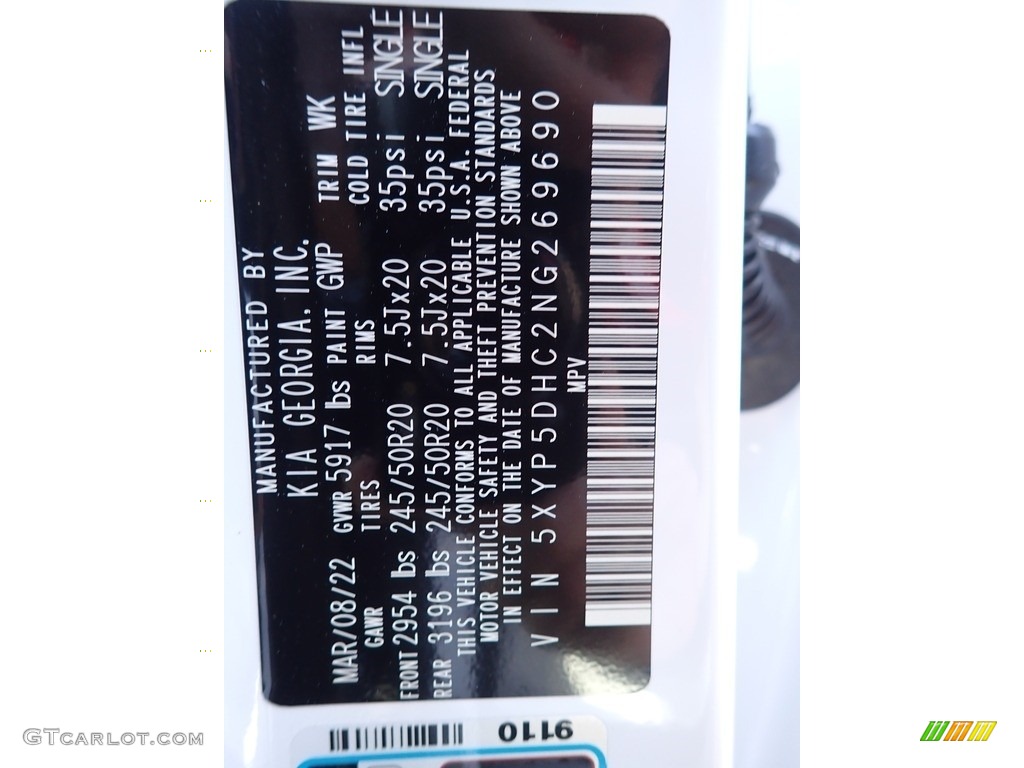 MANUFACTURED BY
KIA GEORGIA, INC.
MAR/08/22 GVWR 5917 lbs PAINT GWP TRIM WK
GAWR TIRES RIMS COLD TIRE INFL
FRONT 2954 lbs 245/50R20 7.5Jx20 35psi SINGLE
REAR 3196 lbs 245/50R20 7.5Jx20 35psi SINGLE
THIS VEHICLE CONFORMS TO ALL APPLICABLE U.S.A. FEDERAL
MOTOR VEHICLE SAFETY AND THEFT PREVENTION STANDARDS
IN EFFECT ON THE DATE OF MANUFACTURE SHOWN ABOVE
VIN 5XYP5DHC2NG269690
MPV
9110
GTCARLOT.COM